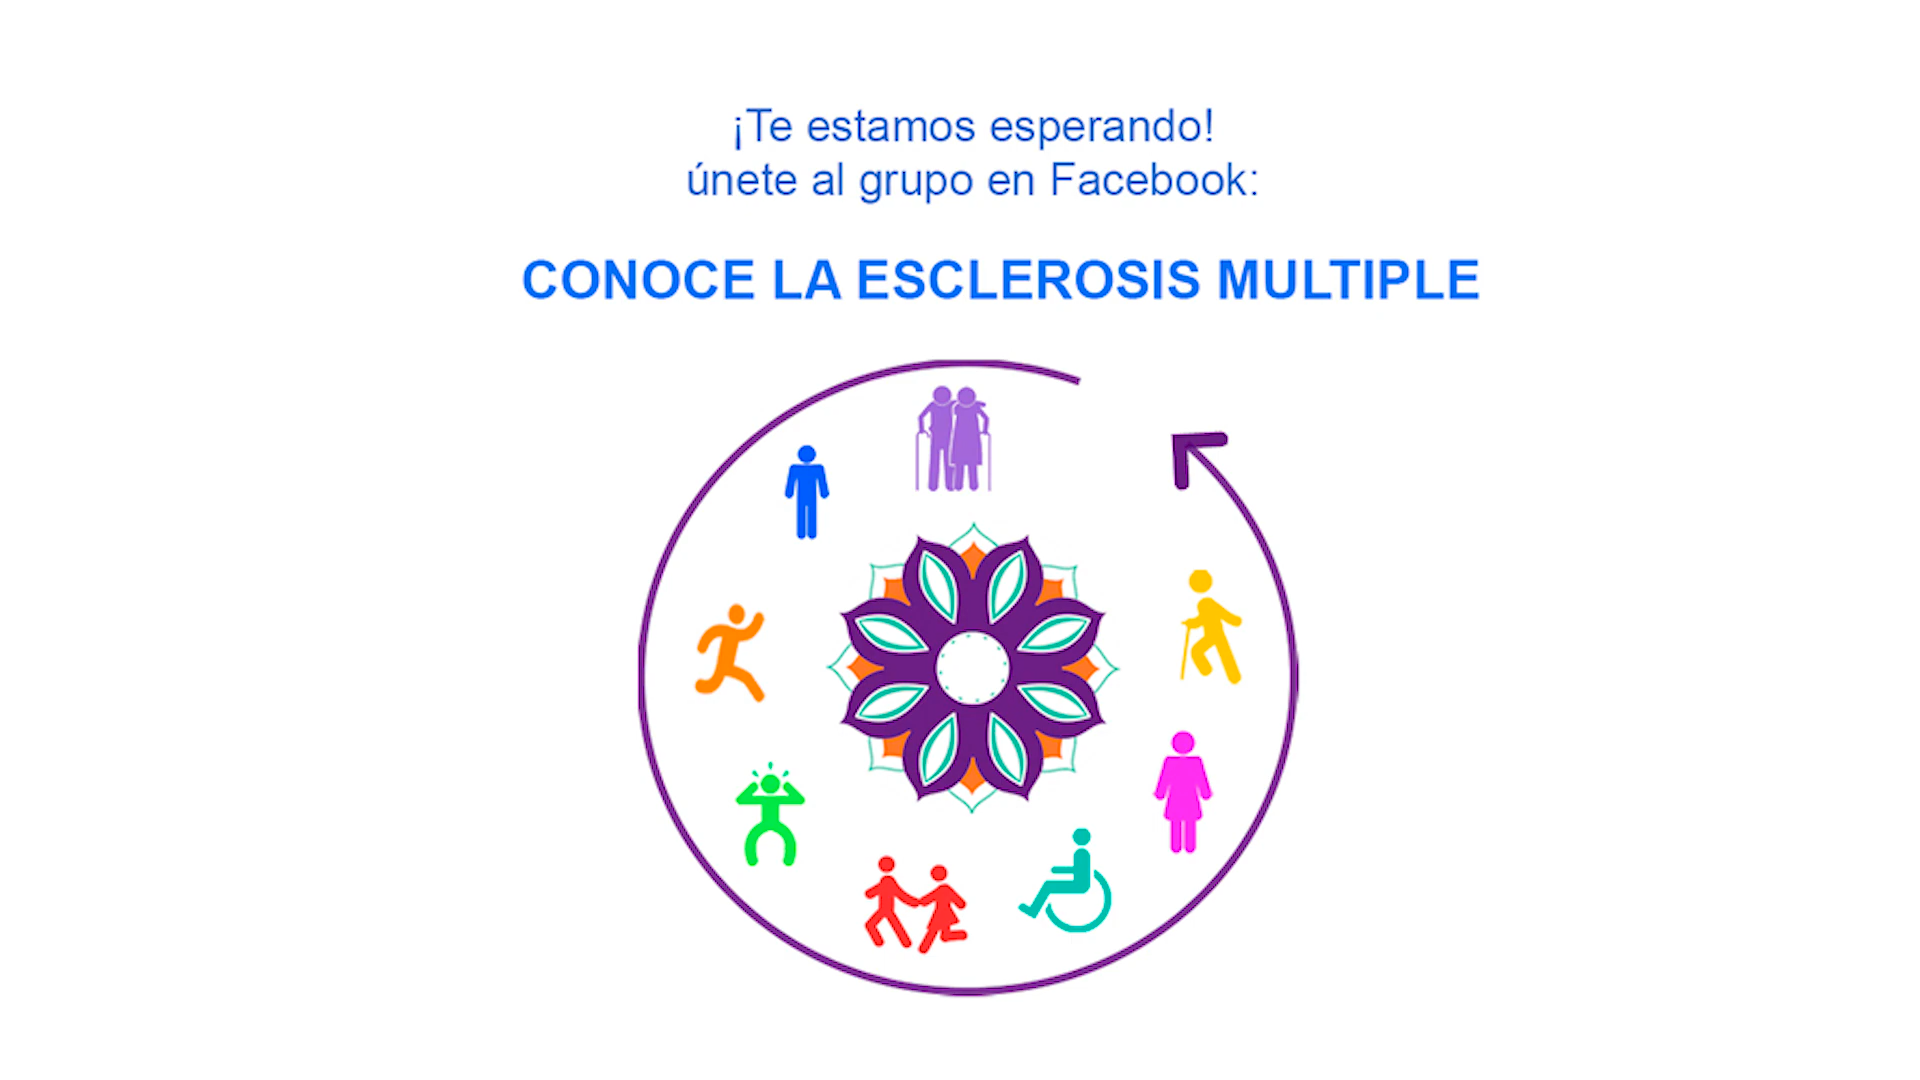 ¡Te estamos esperando!
únete al grupo en Facebook:
CONOCE LA ESCLEROSIS MULTIPLE